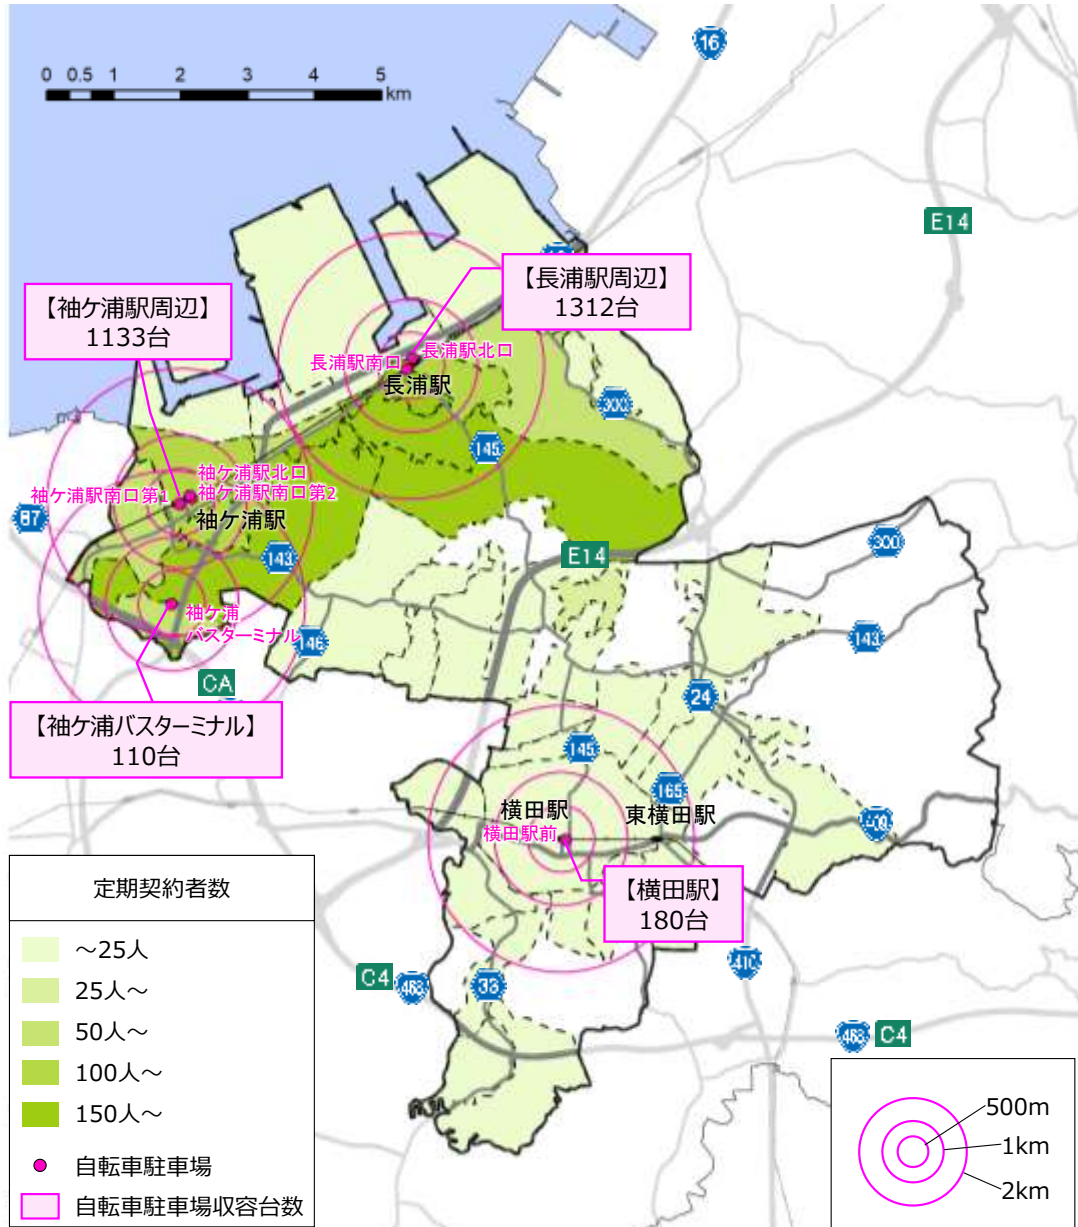 0 0.5 1 2 3 4 5
km
16
E14
【長浦駅周辺】
1312台
【袖ケ浦駅周辺】
1133台
長浦駅北口
長浦駅南口
長浦駅
300
145
袖ケ浦駅北口
袖ケ浦駅南口第1
袖ケ浦駅南口第2
袖ケ浦駅
87
143
E14
300
袖ケ浦
バスターミナル
146
143
CA
24
【袖ケ浦バスターミナル】
110台
145
165
横田駅
東横田駅
横田駅前
409
【横田駅】
180台
410
C4
463
33
463
C4
定期契約者数
～25人
25人～
50人～
100人～
150人～
自転車駐車場
自転車駐車場収容台数
500m
1km
2km